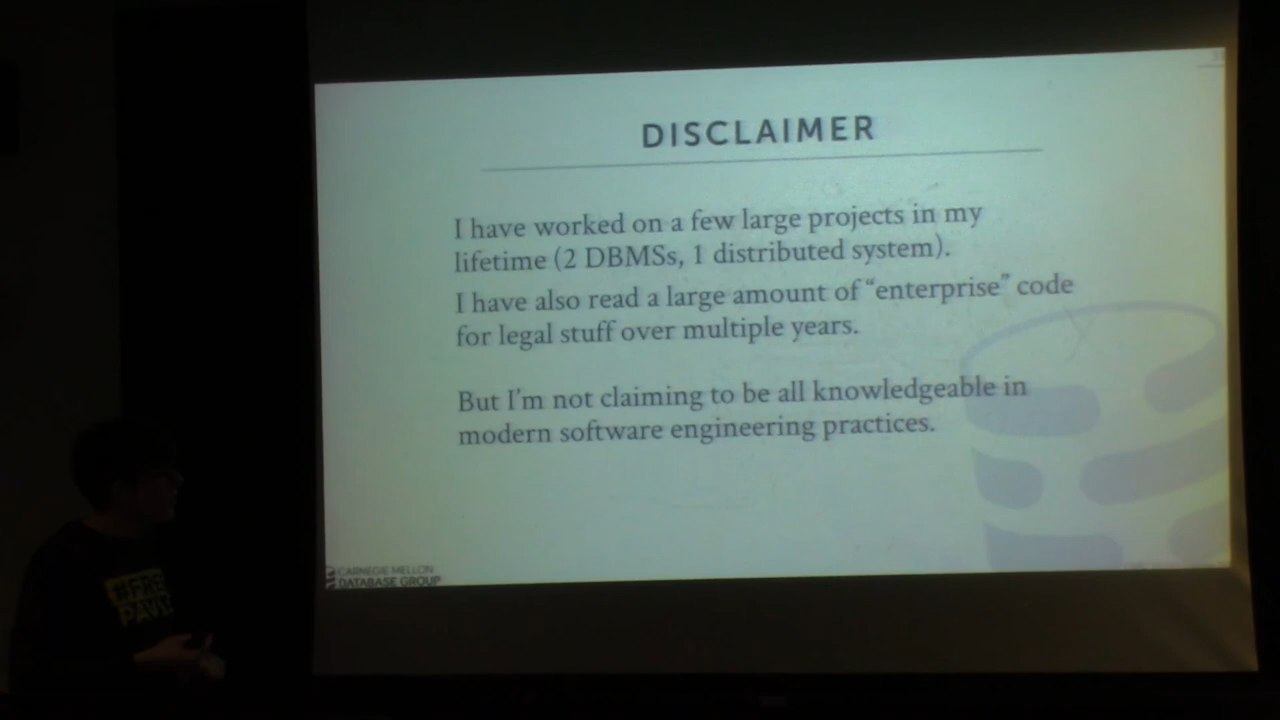 DISCLAIMER
I have worked on a few large projects in my
lifetime (2 DBMSs, 1 distributed system).
I have also read a large amount of “enterprise” code
for legal stuff over multiple years.
But I’m not claiming to be all knowledgeable in
modern software engineering practices.
CARNEGIE MELLON
DATABASE GROUP